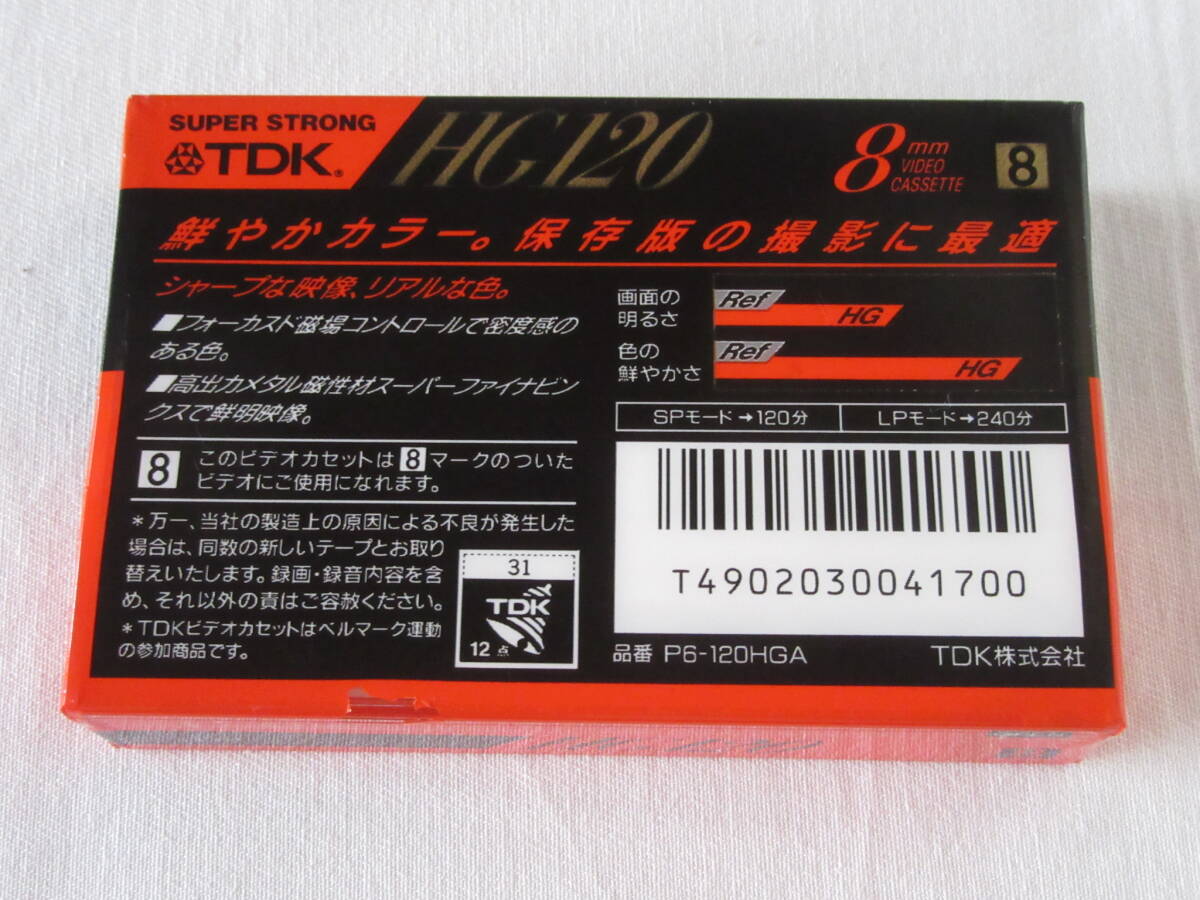 SUPER STRONG
TDK®
HG120
8 mm
VIDEO
CASSETTE
8
鮮やかカラー。保存版の撮影に最適
シャープな映像、リアルな色。
■フォーカスド磁場コントロールで密度感の
ある色。
■高出力メタル磁性材スーパーファイナビン
クスで鮮明映像。
画面の
明るさ
Ref
HG
色の
鮮やかさ
Ref
HG
SPモード→120分
LPモード→240分
8 このビデオカセットは8マークのついた
ビデオにご使用になれます。
*万一、当社の製造上の原因による不良が発生した
場合は、同数の新しいテープとお取り
替えいたします。録画・録音内容を含
め、それ以外の責はご容赦ください。
*TDKビデオカセットはベルマーク運動
の参加商品です。
31
TDK
12点
T4902030041700
品番 P6-120HGA
TDK株式会社